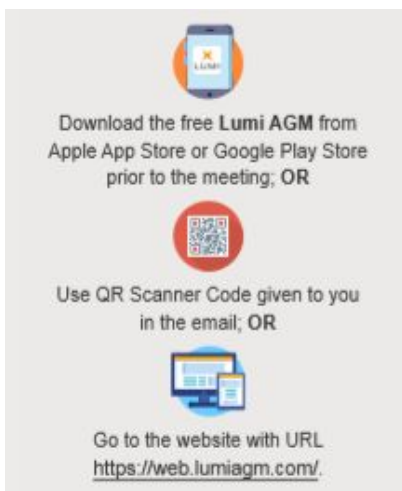 LUMI
Download the free Lumi AGM from
Apple App Store or Google Play Store
prior to the meeting; OR
Use QR Scanner Code given to you
in the email; OR
Go to the website with URL
https://web.lumiagm.com/.